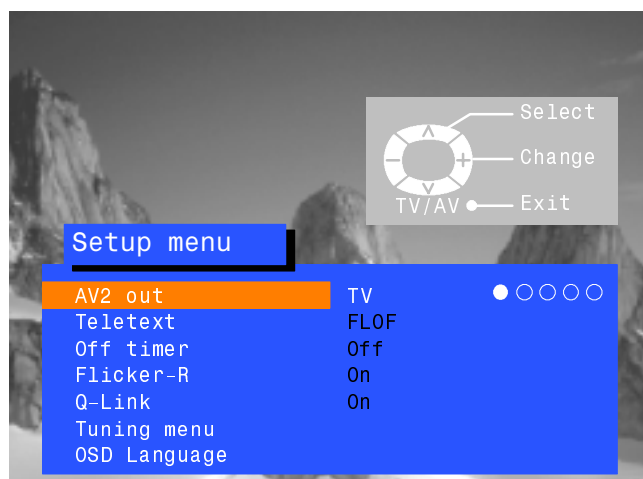 Select
Change
TV/AV Exit
Setup menu
AV2 out TV
Teletext FLOF
Off timer Off
Flicker-R On
Q-Link On
Tuning menu
OSD Language